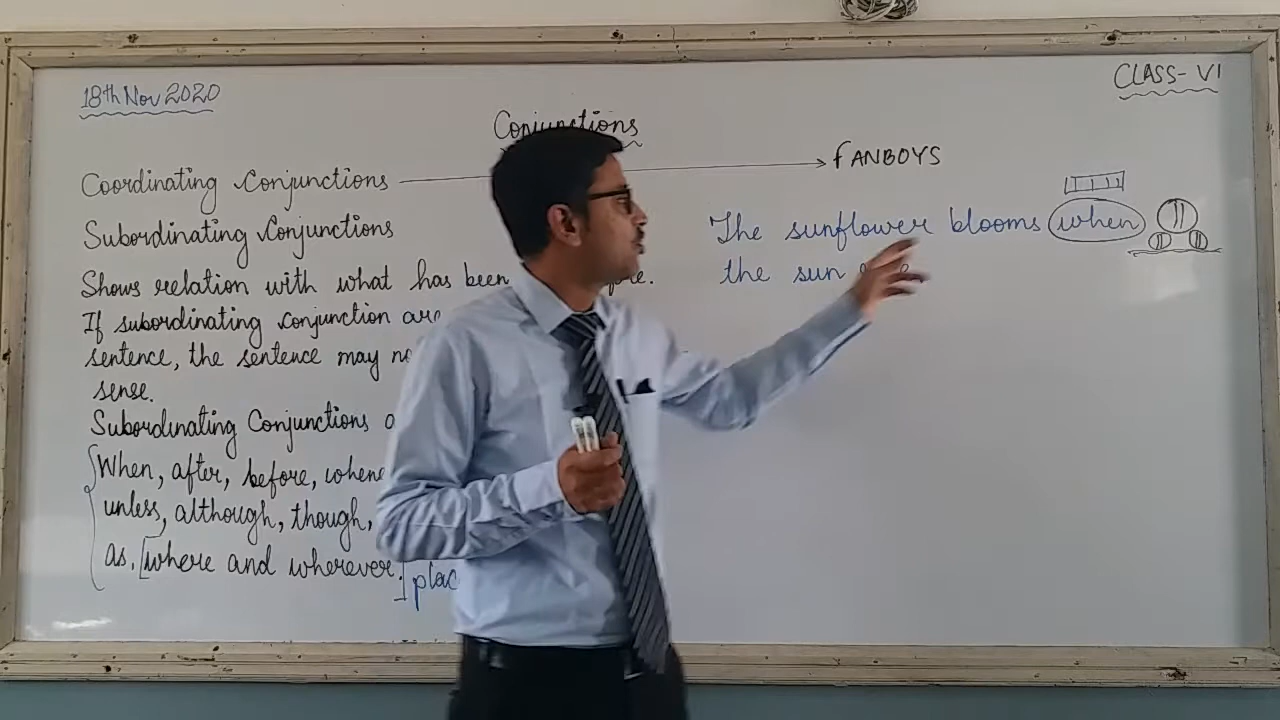 18th Nov 2020
CLASS- VI
Conjunctions
Coordinating Conjunctions
FANBOYS
Subordinating Conjunctions
Shows relation with what has been
If subordinating conjunction are
sentence, the sentence may
sense.
Subordinating Conjunctions
When, after, before,
unless, although, though,
as. [where and wherever.]
The sunflower blooms when
the sun